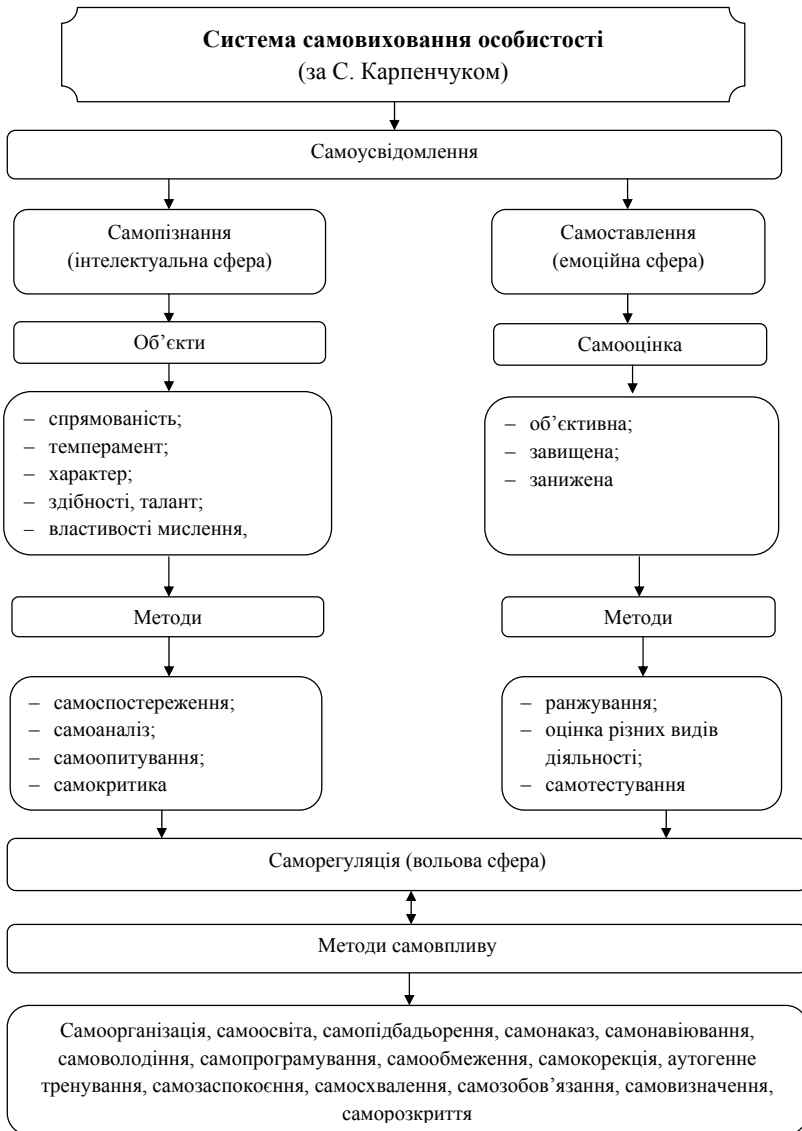 Система самовиховання особистості
(за С. Карпенчуком)
Самоусвідомлення
Самопізнання
(інтелектуальна сфера)
Самоставлення
(емоційна сфера)
Об’єкти
Самооцінка
– спрямованість;
– темперамент;
– характер;
– здібності, талант;
– властивості мислення,
– об’єктивна;
– завищена;
– занижена
Методи
Методи
– самоспостереження;
– самоаналіз;
– самоопитування;
– самокритика
– ранжування;
– оцінка різних видів
діяльності;
– самотестування
Саморегуляція (вольова сфера)
Методи самовпливу
Самоорганізація, самоосвіта, самопідбадьорення, самонаказ, самонавіювання,
самоволодіння, самопрограмування, самообмеження, самокорекція, аутогенне
тренування, самозаспокоєння, самосхвалення, самозобов’язання, самовизначення,
саморозкриття